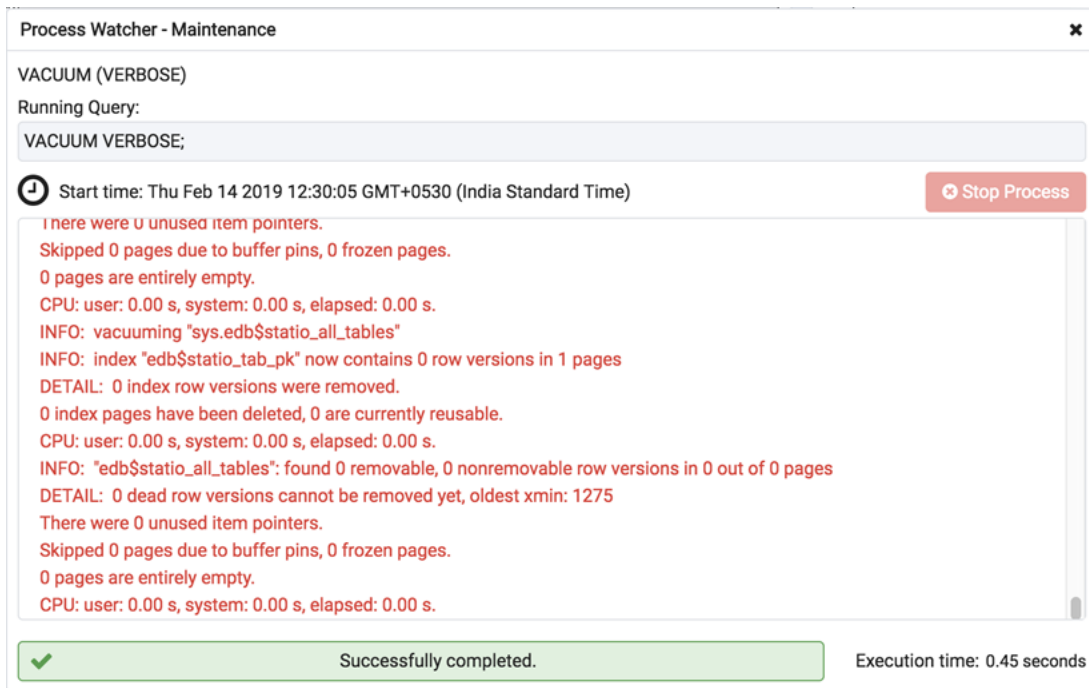 Process Watcher - Maintenance
VACUUM (VERBOSE)
Running Query:
VACUUM VERBOSE;
Start time: Thu Feb 14 2019 12:30:05 GMT+0530 (India Standard Time)
Stop Process
There were 0 unused item pointers.
Skipped 0 pages due to buffer pins, 0 frozen pages.
0 pages are entirely empty.
CPU: user: 0.00 s, system: 0.00 s, elapsed: 0.00 s.
INFO:  vacuuming "sys.edb$statio_all_tables"
INFO:  index "edb$statio_tab_pk" now contains 0 row versions in 1 pages
DETAIL:  0 index row versions were removed.
0 index pages have been deleted, 0 are currently reusable.
CPU: user: 0.00 s, system: 0.00 s, elapsed: 0.00 s.
INFO:  "edb$statio_all_tables": found 0 removable, 0 nonremovable row versions in 0 out of 0 pages
DETAIL:  0 dead row versions cannot be removed yet, oldest xmin: 1275
There were 0 unused item pointers.
Skipped 0 pages due to buffer pins, 0 frozen pages.
0 pages are entirely empty.
CPU: user: 0.00 s, system: 0.00 s, elapsed: 0.00 s.
Successfully completed.
Execution time: 0.45 seconds